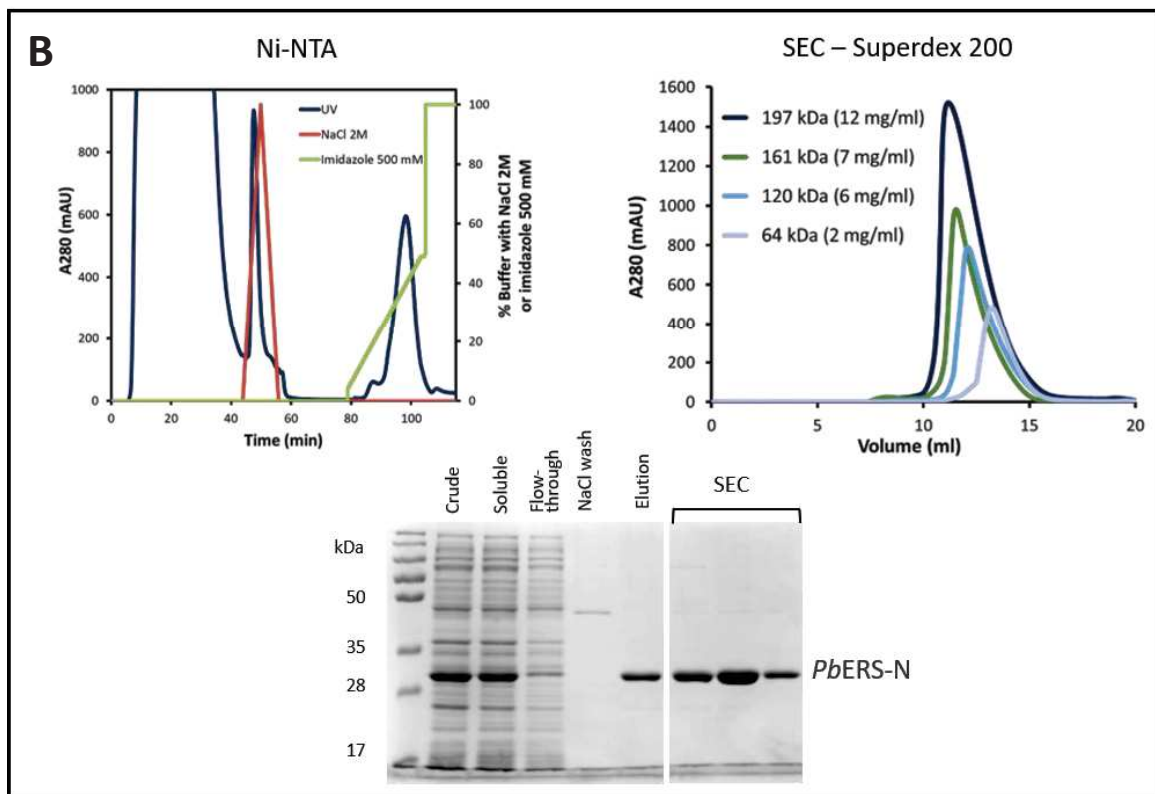 B
Ni-NTA
1000
800
600
400
200
0
A280 (mAU)
UV
NaCl 2M
Imidazole 500 mM
100
80
60
40
20
0
% Buffer with NaCl 2M
or imidazole 500 mM
0 20 40 60 80 100
Time (min)
SEC – Superdex 200
1600
1400
1200
1000
800
600
400
200
0
A280 (mAU)
197 kDa (12 mg/ml)
161 kDa (7 mg/ml)
120 kDa (6 mg/ml)
64 kDa (2 mg/ml)
0 5 10 15 20
Volume (ml)
Crude
Soluble
Flow-
through
NaCl wash
Elution
SEC
kDa
50
35
28
17
PbERS-N